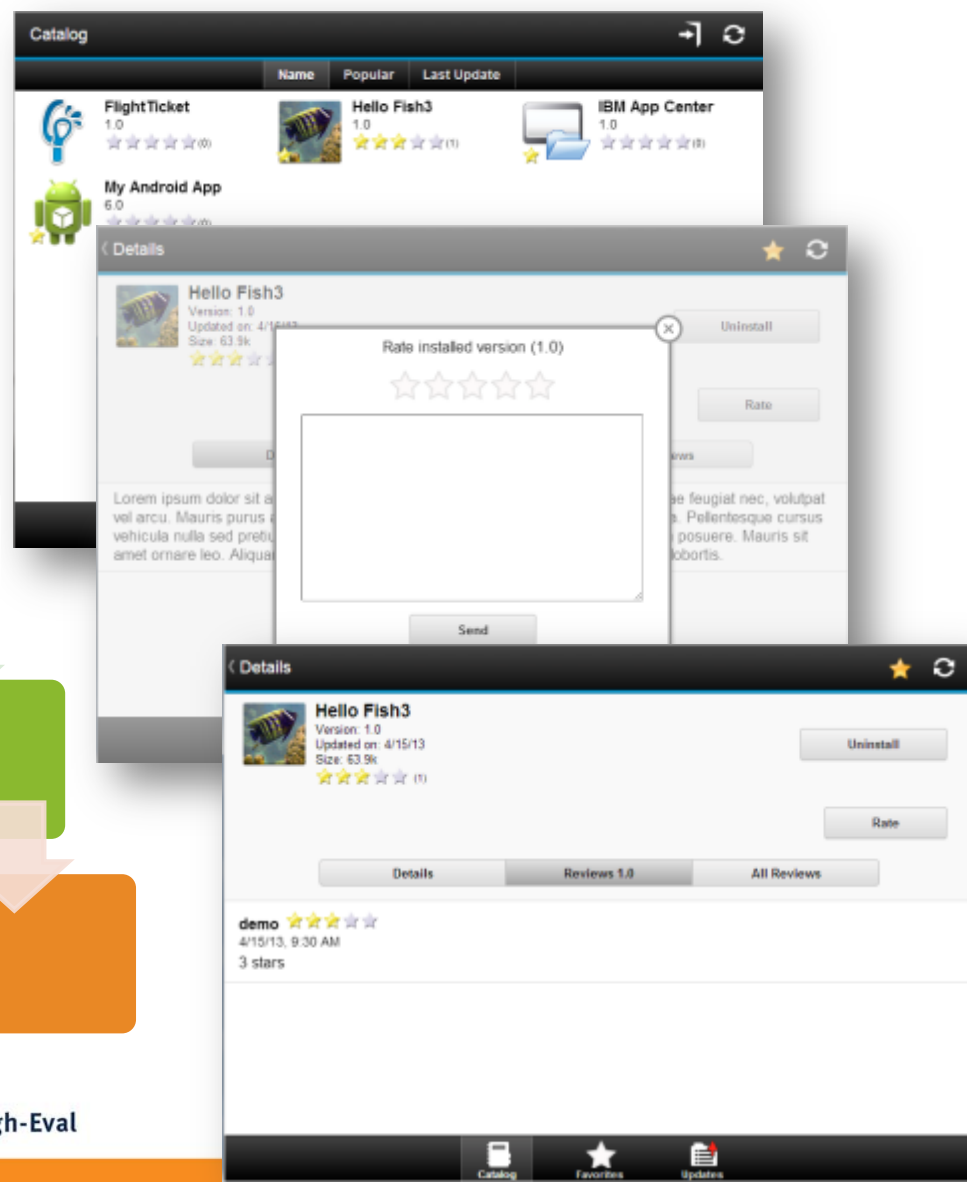 Catalog
Name Popular Last Update
FlightTicket
1.0
(0)
Hello Fish3
1.0
(1)
IBM App Center
1.0
(0)
My Android App
6.0
Details
Hello Fish3
Version: 1.0
Updated on:
Size: 63.9k
Uninstall
Rate installed version (1.0)
Rate
Lorem ipsum dolor sit
feugiat nec, volutpat
vel arcu. Mauris purus
Pellentesque cursus
vehicula nulla sed
posuere. Mauris sit
amet ornare leo.
lobortis.
Send
Details
Hello Fish3
Version: 1.0
Updated on: 4/15/13
Size: 63.9k
(1)
Uninstall
Rate
Details Reviews 1.0 All Reviews
demo
4/15/13, 9:30 AM
3 stars
gh-Eval
Catalog Favorites Updates